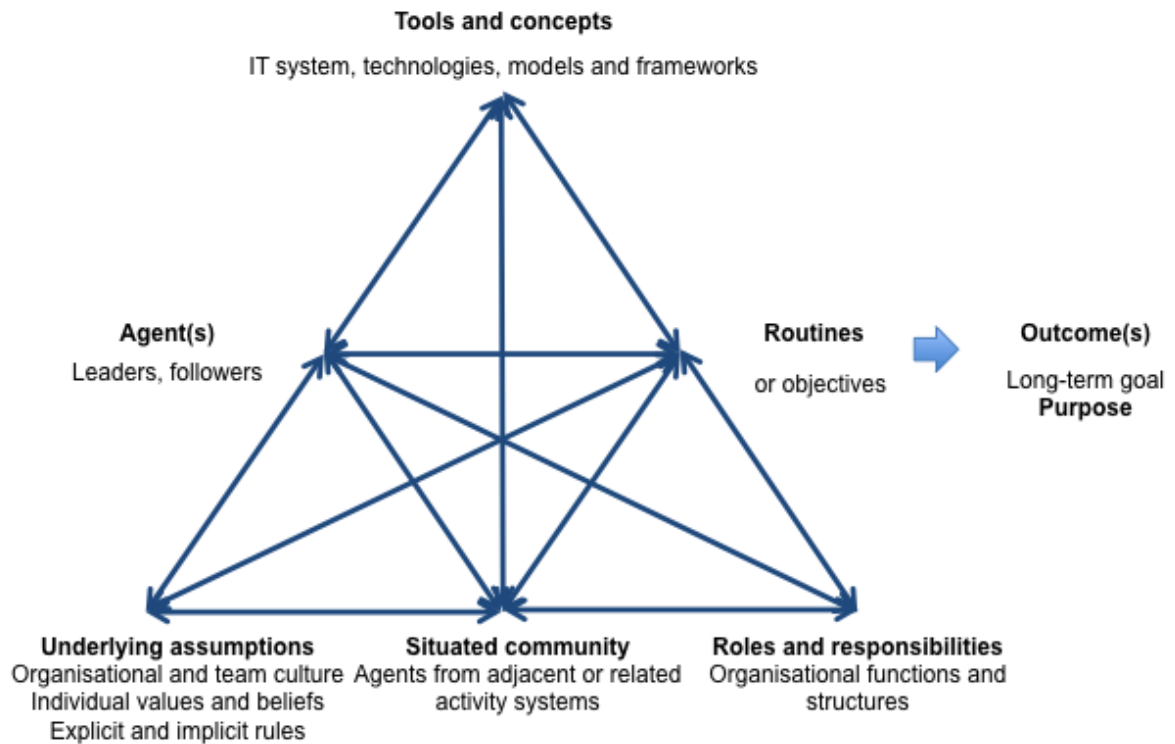 Tools and concepts
IT system, technologies, models and frameworks
Agent(s)
Leaders, followers
Routines
or objectives
Outcome(s)
Long-term goal
Purpose
Underlying assumptions
Organisational and team culture
Individual values and beliefs
Explicit and implicit rules
Situated community
Agents from adjacent or related
activity systems
Roles and responsibilities
Organisational functions and
structures